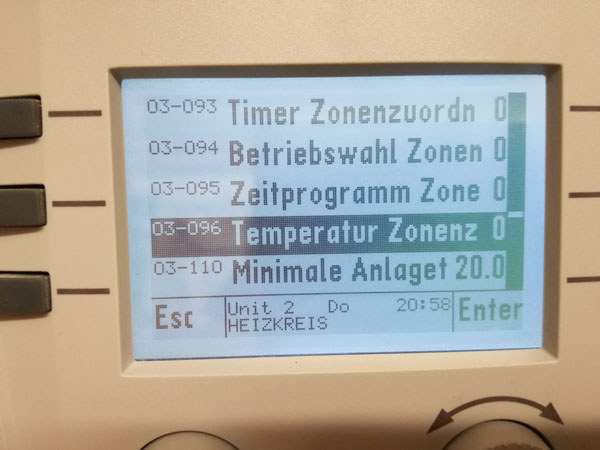 03-093 Timer Zonenzuordn 0
03-094 Betriebswahl Zonen 0
03-095 Zeitprogramm Zone 0
03-096 Temperatur Zonenz 0
03-110 Minimale Anlaget 20.0
Esc Unit 2 Do 20:58 Enter
HEIZKREIS